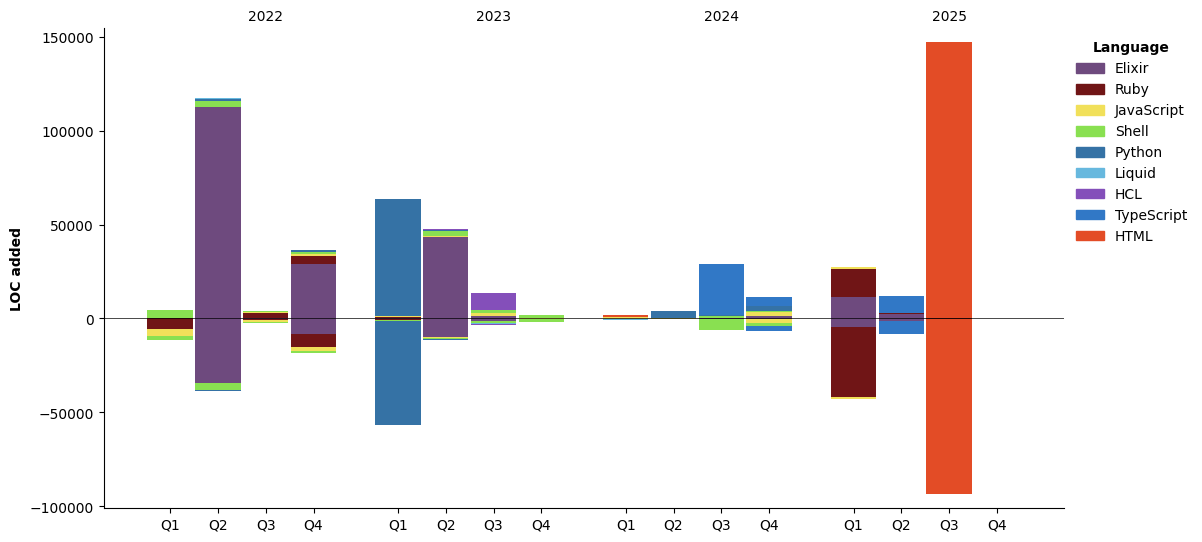 2022 2023 2024 2025
150000
100000
50000
0
−50000
−100000
LOC added
Q1 Q2 Q3 Q4 Q1 Q2 Q3 Q4 Q1 Q2 Q3 Q4 Q1 Q2 Q3 Q4
Language
Elixir
Ruby
JavaScript
Shell
Python
Liquid
HCL
TypeScript
HTML